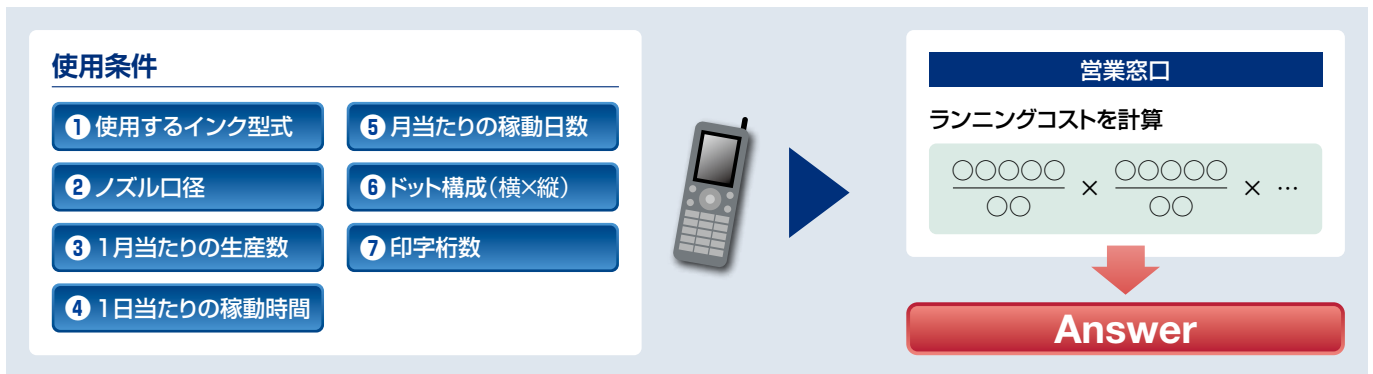 使用条件
❶使用するインク型式
❷ノズル口径
❸1月当たりの生産数
❹1日当たりの稼動時間
❺月当たりの稼動日数
❻ドット構成(横×縦)
❼印字桁数
営業窓口
ランニングコストを計算
○○○○○ × ○○○○○ × …
○○ ○○
Answer